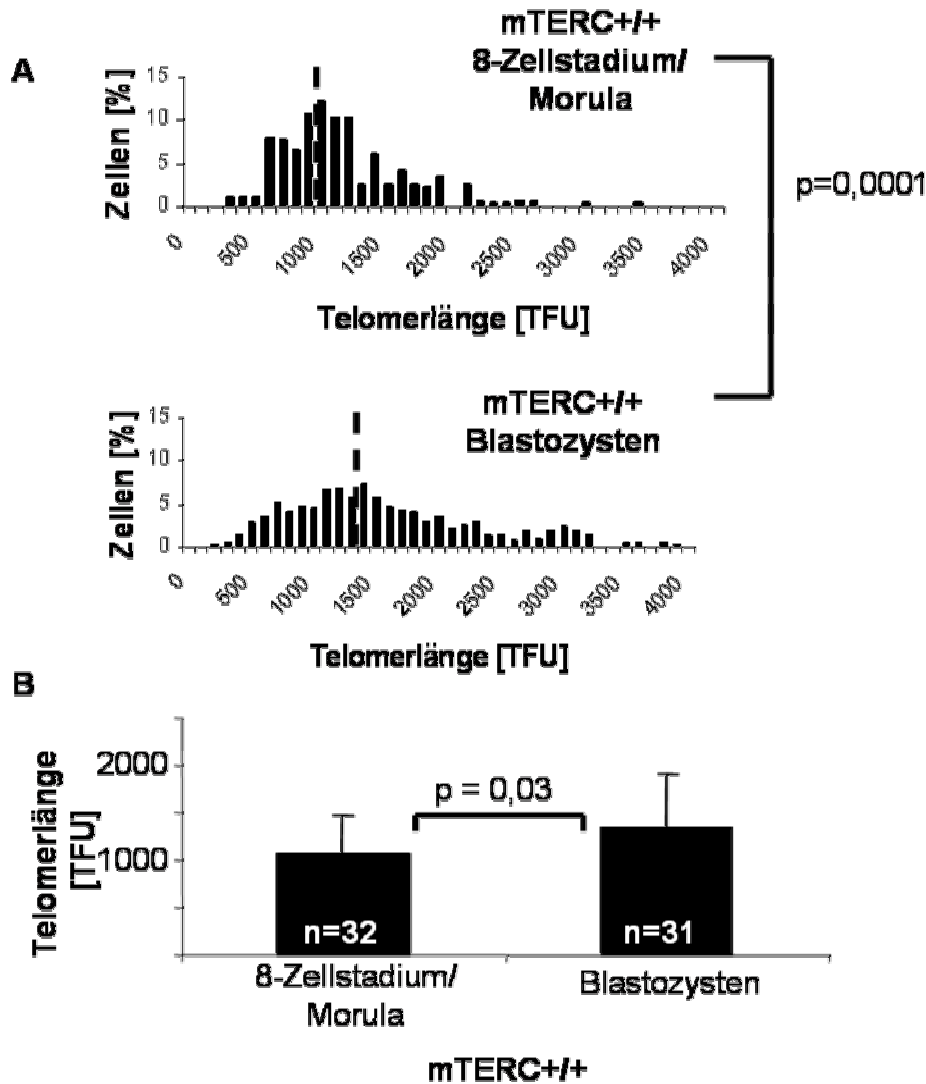 A
mTERC+/+
8-Zellstadium/
Morula
Zellen [%]
15
10
5
0
0 500 1000 1500 2000 2500 3000 3500 4000
Telomerlänge [TFU]
p=0,0001
mTERC+/+
Blastozysten
Zellen [%]
15
10
5
0
0 500 1000 1500 2000 2500 3000 3500 4000
Telomerlänge [TFU]
B
Telomerlänge
[TFU]
2000
1000
p = 0,03
n=32
n=31
8-Zellstadium/
Morula
Blastozysten
mTERC+/+